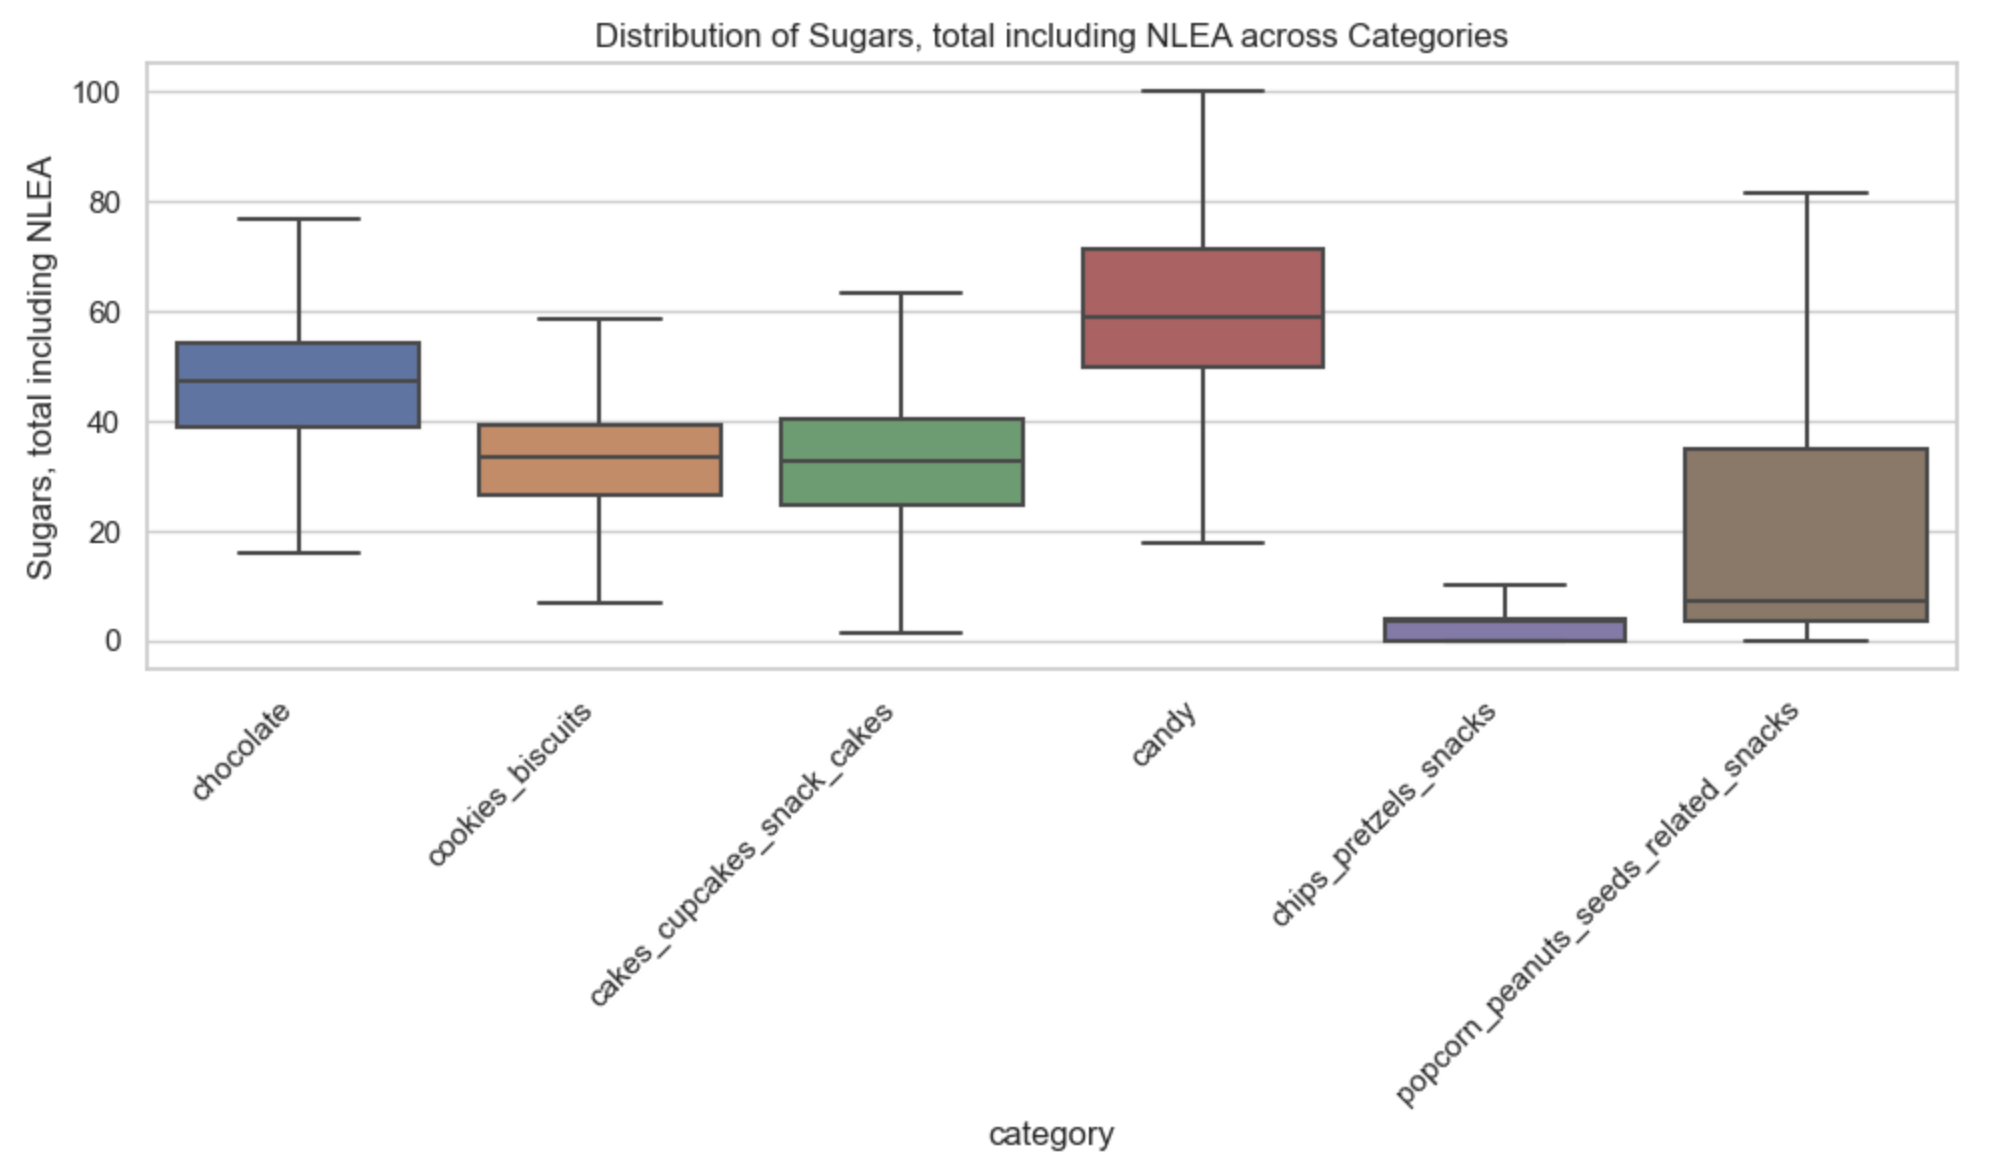 Distribution of Sugars, total including NLEA across Categories
Sugars, total including NLEA
100
80
60
40
20
0
chocolate
cookies_biscuits
cakes_cupcakes_snack_cakes
candy
chips_pretzels_snacks
popcorn_peanuts_seeds_related_snacks
category